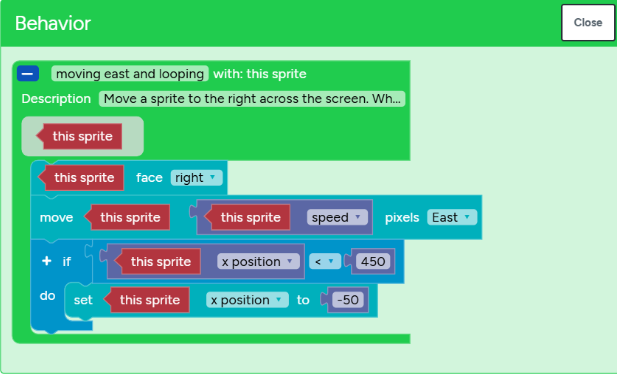 Behavior
Close
− moving east and looping with: this sprite
Description Move a sprite to the right across the screen. Wh...
this sprite
this sprite face right
move this sprite this sprite speed pixels East
+ if this sprite x position < 450
do set this sprite x position to -50